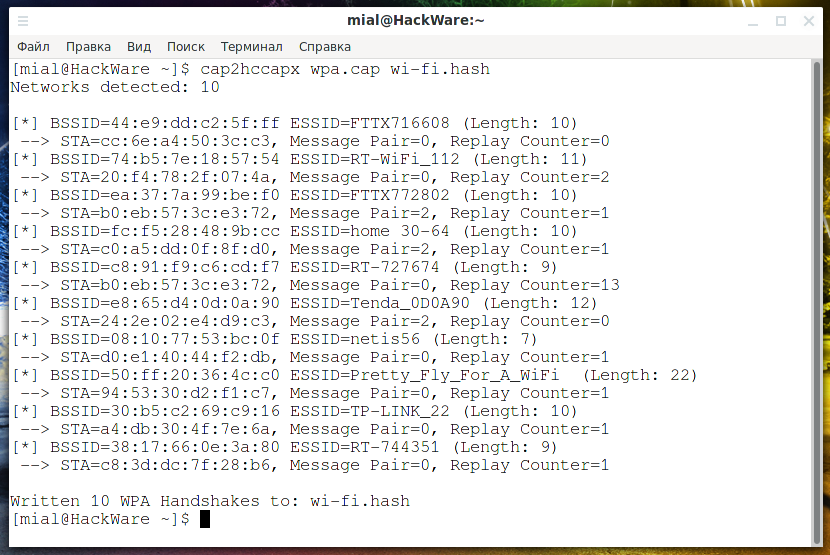 mial@HackWare:~
Файл Правка Вид Поиск Терминал Справка
[mial@HackWare ~]$ cap2hccapx wpa.cap wi-fi.hash
Networks detected: 10
[*] BSSID=44:e9:dd:c2:5f:ff ESSID=FTTX716608 (Length: 10)
--> STA=cc:6e:a4:50:3c:c3, Message Pair=0, Replay Counter=0
[*] BSSID=74:b5:7e:18:57:54 ESSID=RT-WiFi_112 (Length: 11)
--> STA=20:f4:78:2f:07:4a, Message Pair=0, Replay Counter=2
[*] BSSID=ea:37:7a:99:be:f0 ESSID=FTTX772802 (Length: 10)
--> STA=b0:eb:57:3c:e3:72, Message Pair=2, Replay Counter=1
[*] BSSID=fc:f5:28:48:9b:cc ESSID=home 30-64 (Length: 10)
--> STA=c0:a5:dd:0f:8f:d0, Message Pair=2, Replay Counter=1
[*] BSSID=c8:91:f9:c6:cd:f7 ESSID=RT-727674 (Length: 9)
--> STA=b0:eb:57:3c:e3:72, Message Pair=0, Replay Counter=13
[*] BSSID=e8:65:d4:0d:0a:90 ESSID=Tenda_0D0A90 (Length: 12)
--> STA=24:2e:02:e4:d9:c3, Message Pair=2, Replay Counter=0
[*] BSSID=08:10:77:53:bc:0f ESSID=netis56 (Length: 7)
--> STA=d0:e1:40:44:f2:db, Message Pair=0, Replay Counter=1
[*] BSSID=50:ff:20:36:4c:c0 ESSID=Pretty_Fly_For_A_WiFi  (Length: 22)
--> STA=94:53:30:d2:f1:c7, Message Pair=0, Replay Counter=1
[*] BSSID=30:b5:c2:69:c9:16 ESSID=TP-LINK_22 (Length: 10)
--> STA=a4:db:30:4f:7e:6a, Message Pair=0, Replay Counter=1
[*] BSSID=38:17:66:0e:3a:80 ESSID=RT-744351 (Length: 9)
--> STA=c8:3d:dc:7f:28:b6, Message Pair=0, Replay Counter=1
Written 10 WPA Handshakes to: wi-fi.hash
[mial@HackWare ~]$